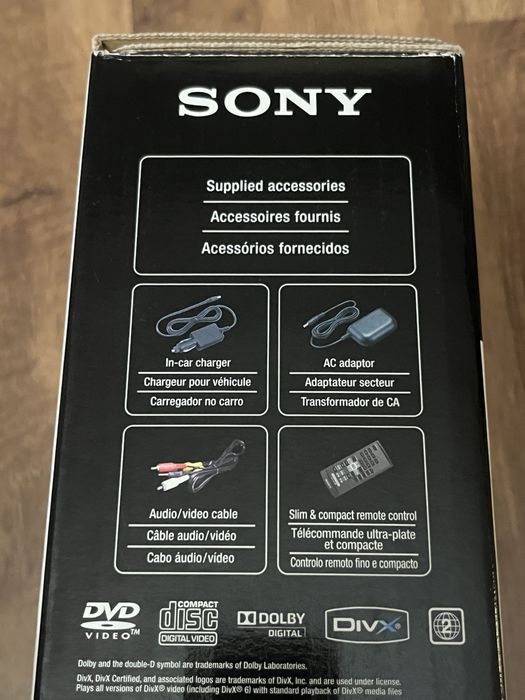 SONY
Supplied accessories
Accessoires fournis
Acessórios fornecidos
In-car charger
Chargeur pour véhicule
Carregador no carro
AC adaptor
Adaptateur secteur
Transformador de CA
Audio/video cable
Câble audio/vidéo
Cabo áudio/vídeo
Slim & compact remote control
Télécommande ultra-plate
et compacte
Controlo remoto fino e compacto
DVD
VIDEO™
COMPACT
disc
DIGITAL VIDEO
DOLBY
DIGITAL
DIVX®
2
Dolby and the double-D symbol are trademarks of Dolby Laboratories.
DivX, DivX Certified, and associated logos are trademarks of DivX, Inc. and are used under license.
Plays all versions of DivX® video (including DivX® 6) with standard playback of DivX® media files